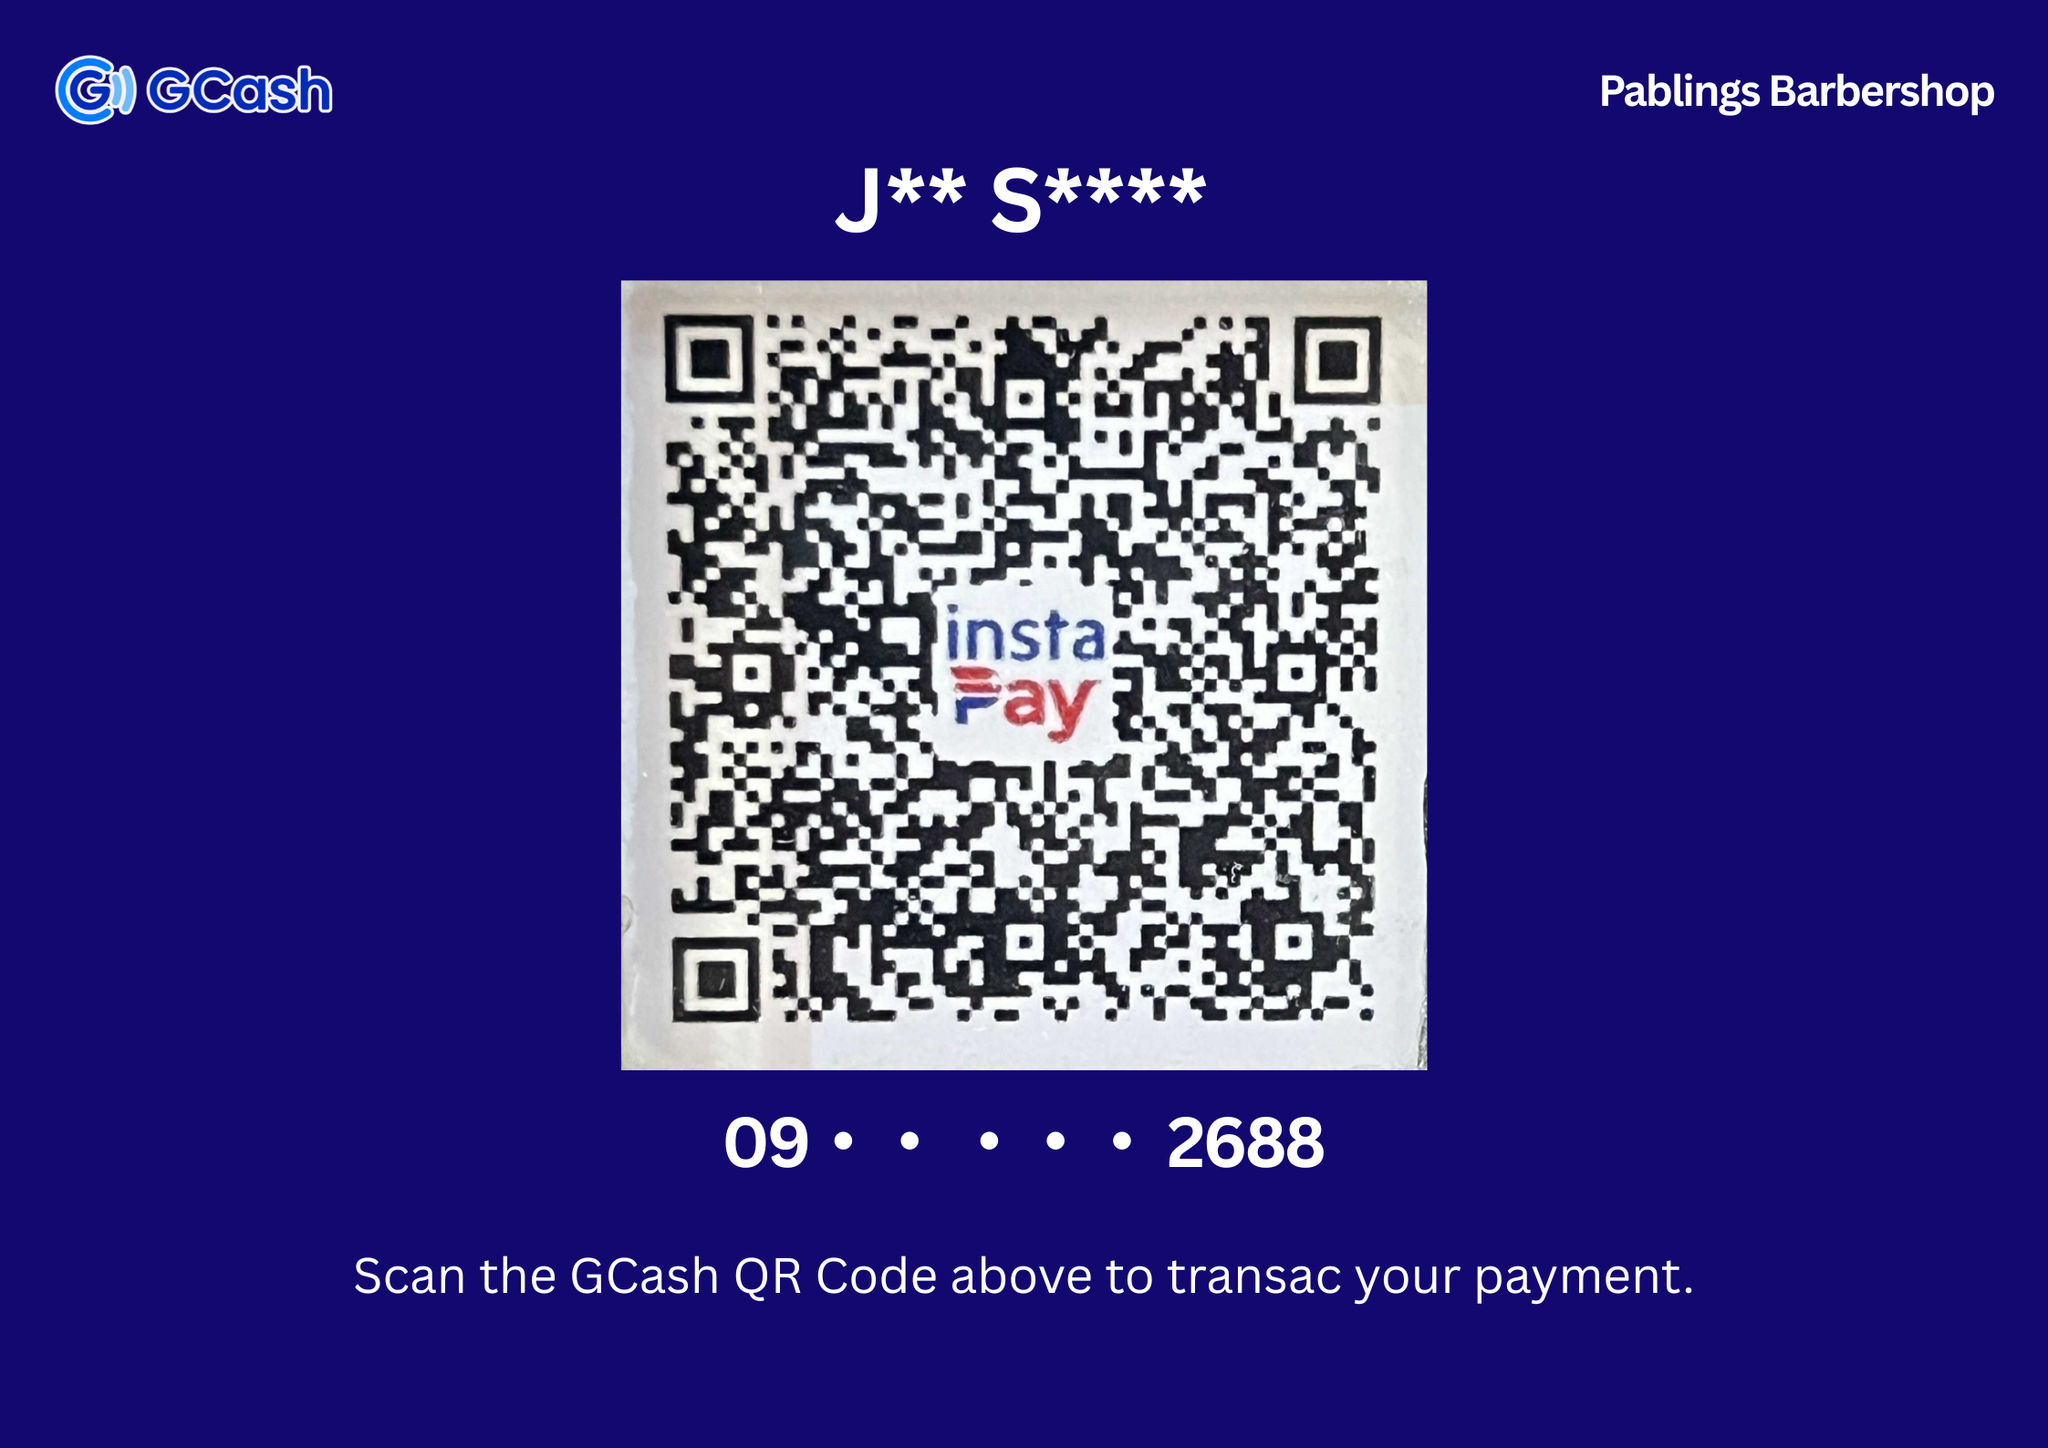 GCash
Pablings Barbershop
J** S****
insta
Pay
09• • • • • 2688
Scan the GCash QR Code above to transac your payment.